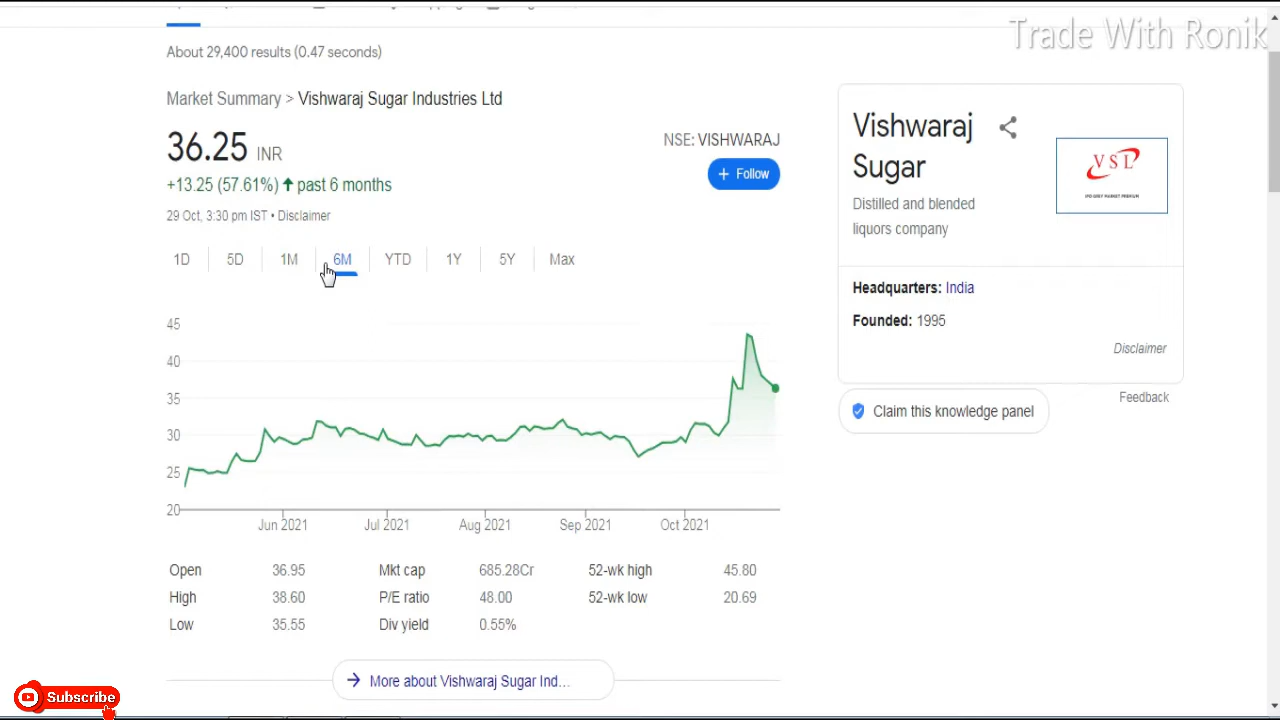 Trade With Ronik
About 29,400 results (0.47 seconds)
Market Summary > Vishwaraj Sugar Industries Ltd
36.25 INR
NSE: VISHWARAJ
+ Follow
+13.25 (57.61%) ↑ past 6 months
29 Oct, 3:30 pm IST • Disclaimer
1D 5D 1M 6M YTD 1Y 5Y Max
45
40
35
30
25
20
Jun 2021 Jul 2021 Aug 2021 Sep 2021 Oct 2021
Open 36.95 Mkt cap 685.28Cr 52-wk high 45.80
High 38.60 P/E ratio 48.00 52-wk low 20.69
Low 35.55 Div yield 0.55%
→ More about Vishwaraj Sugar Ind...
Vishwaraj
Sugar
VSL
IPO GREY MARKET PREMIUM
Distilled and blended
liquors company
Headquarters: India
Founded: 1995
Disclaimer
Feedback
Claim this knowledge panel
Subscribe